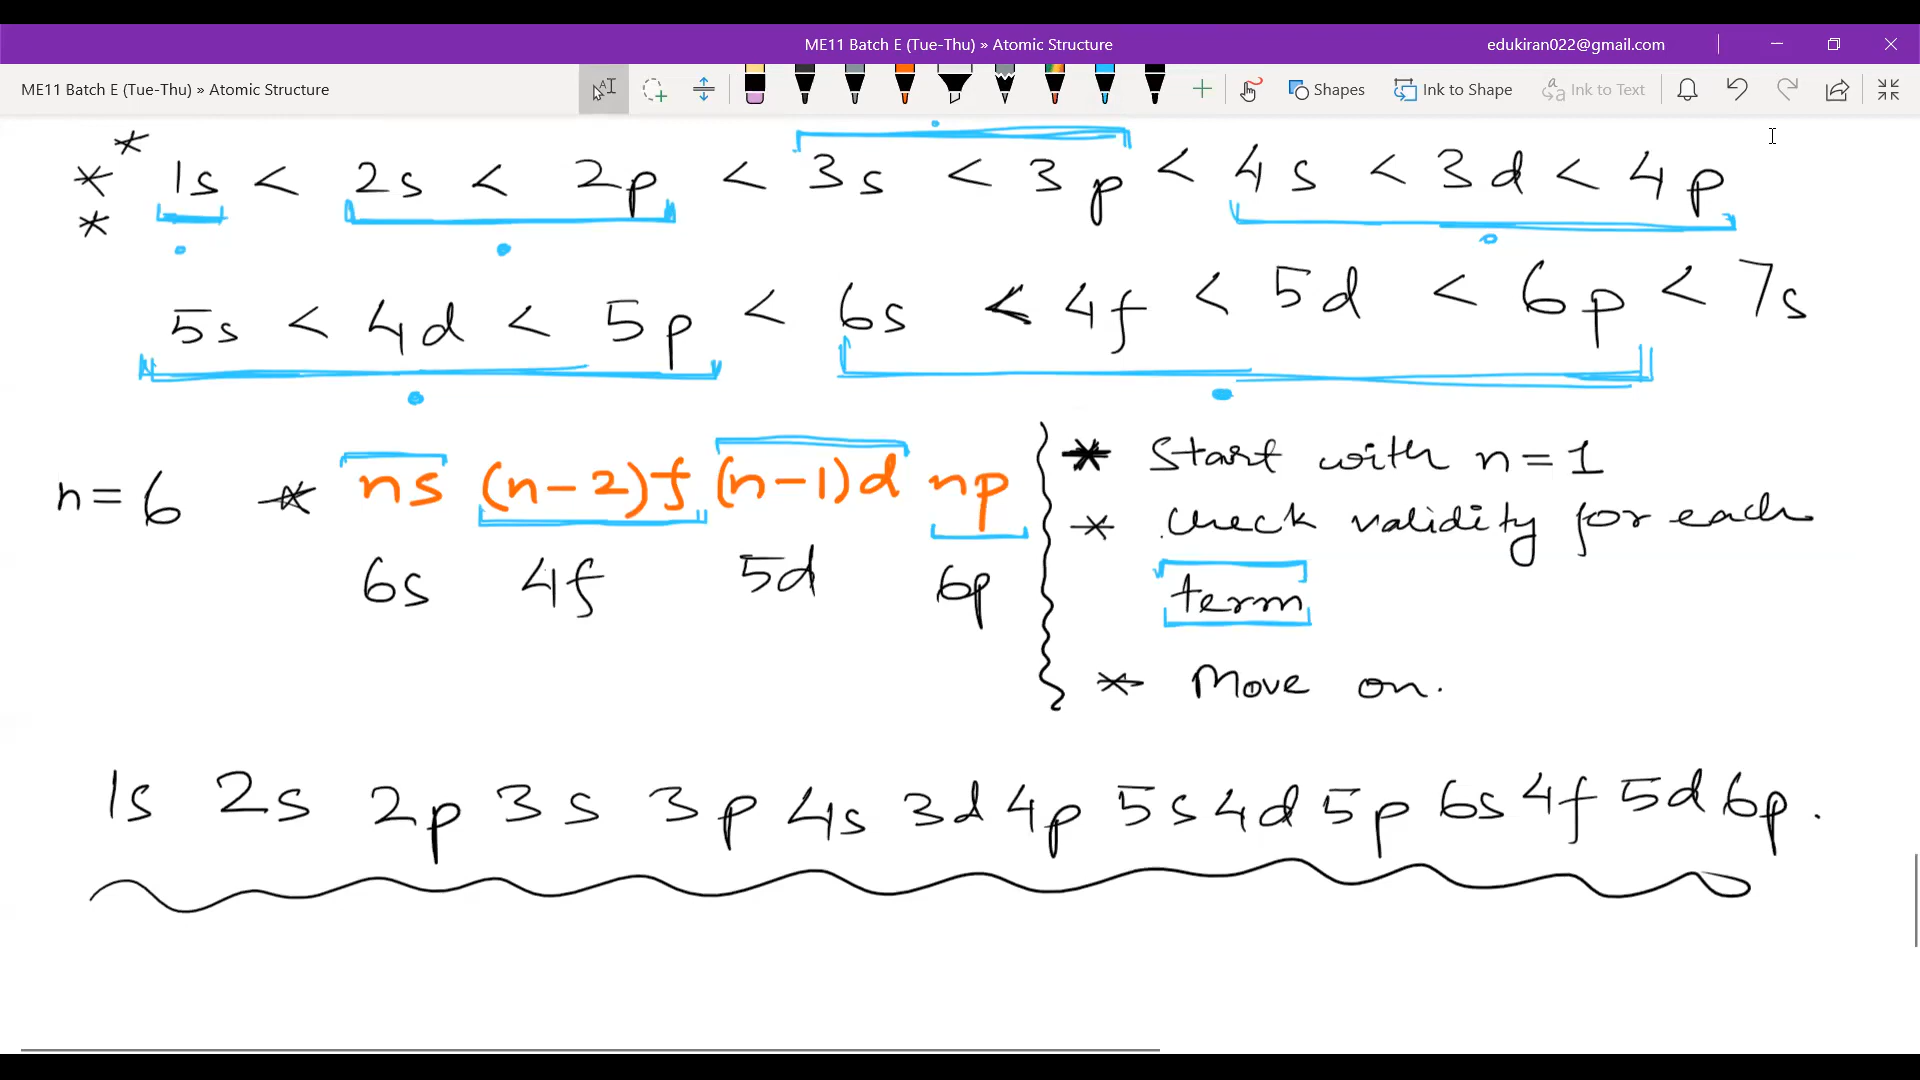 ME11 Batch E (Tue-Thu) » Atomic Structure edukiran022@gmail.com
ME11 Batch E (Tue-Thu) » Atomic Structure Shapes Ink to Shape Ink to Text
1s < 2s < 2p < 3s < 3p < 4s < 3d < 4p
5s < 4d < 5p < 6s < 4f < 5d < 6p < 7s
n = 6 * ns (n-2)f (n-1)d np
6s 4f 5d 6p
* Start with n = 1
* Check validity for each
term
* Move on.
1s 2s 2p 3s 3p 4s 3d 4p 5s 4d 5p 6s 4f 5d 6p .